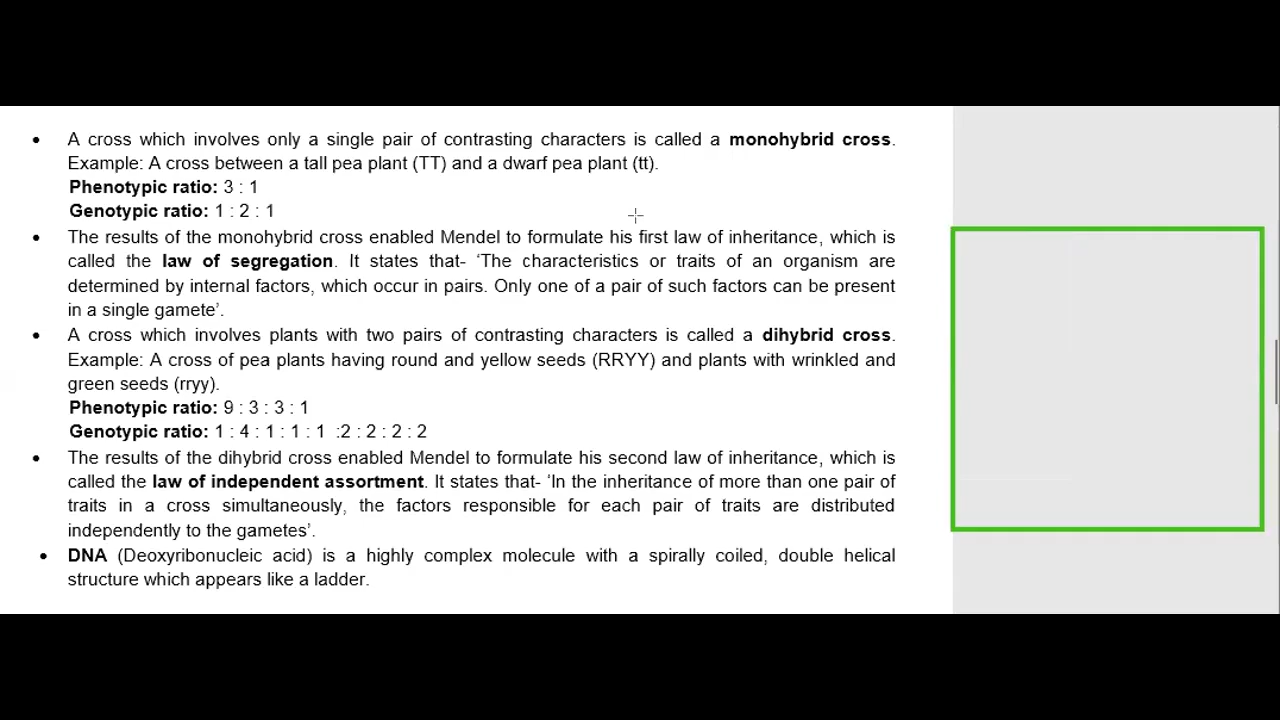 • A cross which involves only a single pair of contrasting characters is called a monohybrid cross.
Example: A cross between a tall pea plant (TT) and a dwarf pea plant (tt).
Phenotypic ratio: 3 : 1
Genotypic ratio: 1 : 2 : 1
• The results of the monohybrid cross enabled Mendel to formulate his first law of inheritance, which is
called the law of segregation. It states that- ‘The characteristics or traits of an organism are
determined by internal factors, which occur in pairs. Only one of a pair of such factors can be present
in a single gamete’.
• A cross which involves plants with two pairs of contrasting characters is called a dihybrid cross.
Example: A cross of pea plants having round and yellow seeds (RRYY) and plants with wrinkled and
green seeds (rryy).
Phenotypic ratio: 9 : 3 : 3 : 1
Genotypic ratio: 1 : 4 : 1 : 1 : 1 :2 : 2 : 2 : 2
• The results of the dihybrid cross enabled Mendel to formulate his second law of inheritance, which is
called the law of independent assortment. It states that- ‘In the inheritance of more than one pair of
traits in a cross simultaneously, the factors responsible for each pair of traits are distributed
independently to the gametes’.
• DNA (Deoxyribonucleic acid) is a highly complex molecule with a spirally coiled, double helical
structure which appears like a ladder.